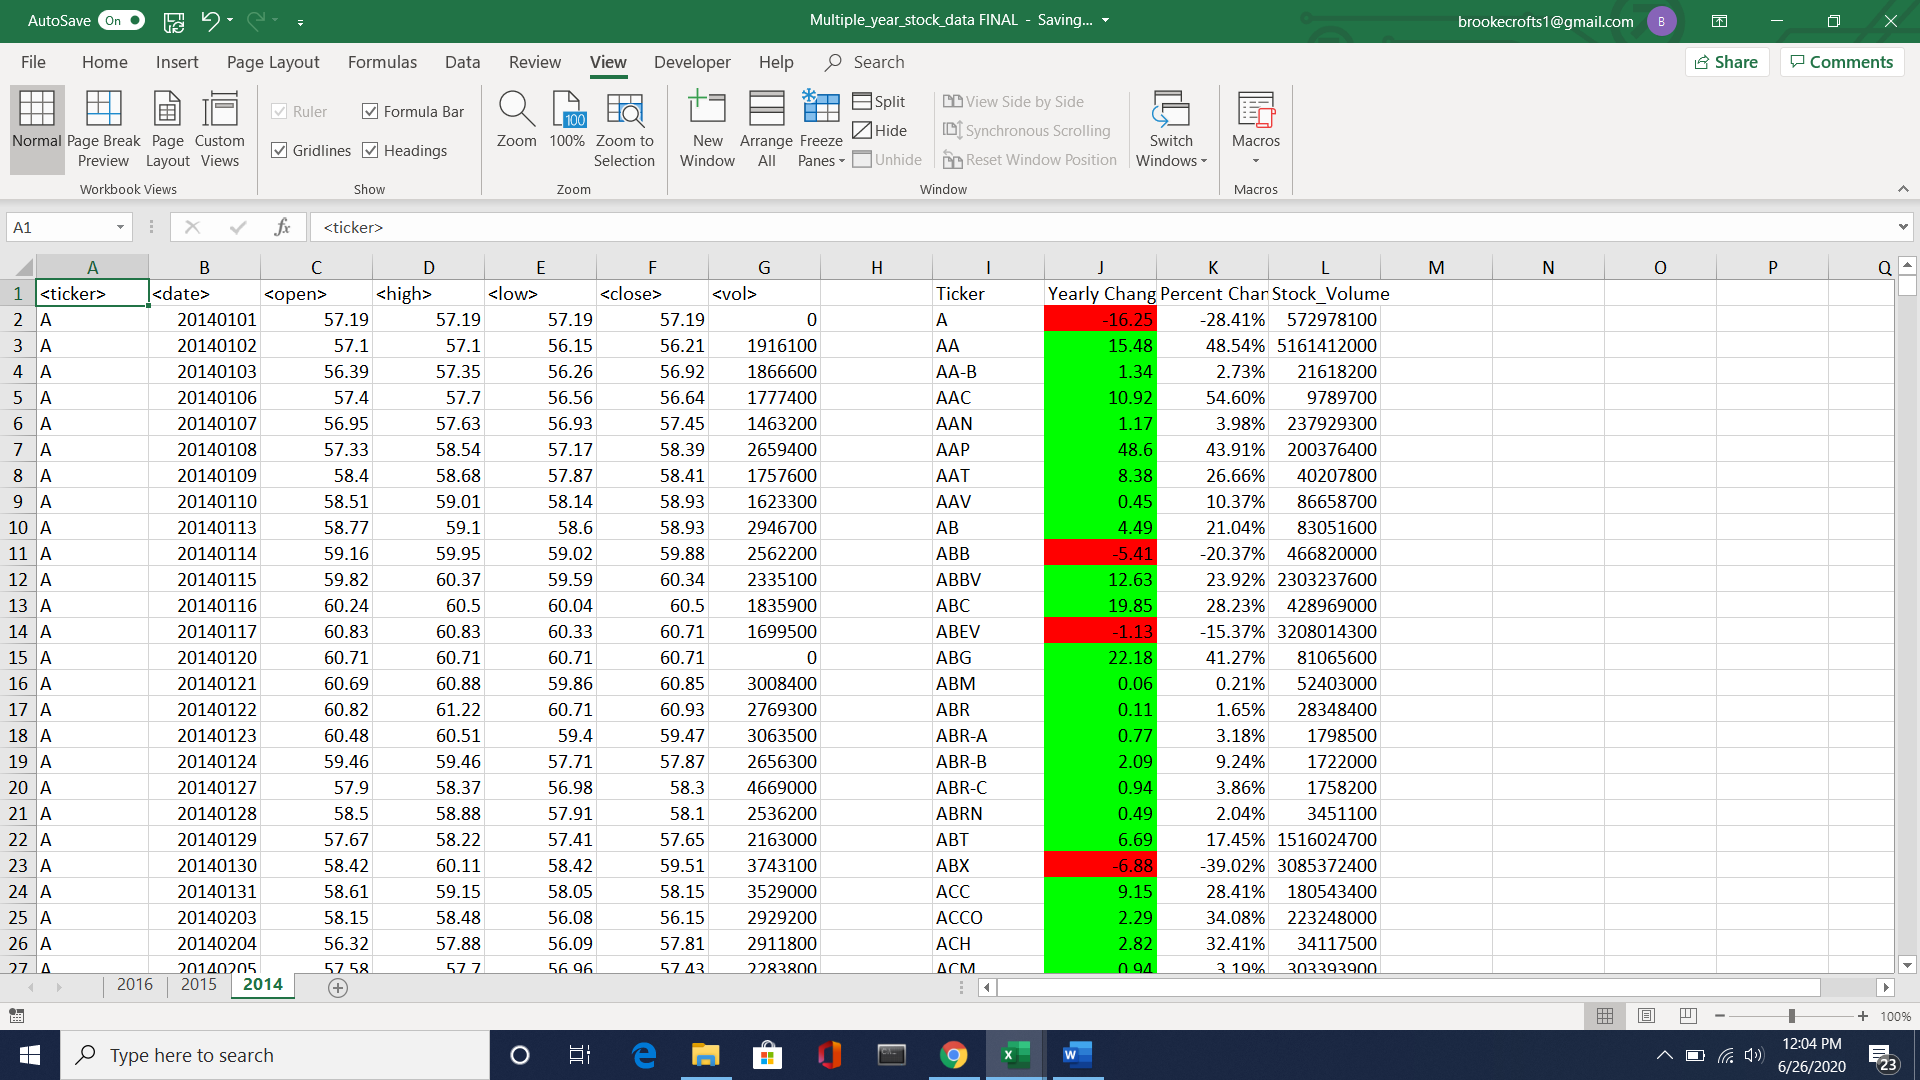 AutoSave On Multiple_year_stock_data FINAL - Saving... brookecrofts1@gmail.com B
File Home Insert Page Layout Formulas Data Review View Developer Help Search Share Comments
Normal Page Break Preview Page Layout Custom Views
Workbook Views
Ruler Formula Bar
Gridlines Headings
Show
Zoom 100 100% Zoom to Selection
Zoom
New Window Arrange All Freeze Panes Split Hide Unhide
View Side by Side
Synchronous Scrolling
Reset Window Position
Switch Windows
Window
Macros
Macros
A1 fx <ticker>
A B C D E F G H I J K L M N O P Q
1 <ticker> <date> <open> <high> <low> <close> <vol> Ticker Yearly Chang Percent Chan Stock_Volume
2 A 20140101 57.19 57.19 57.19 57.19 0 A -16.25 -28.41% 572978100
3 A 20140102 57.1 57.1 56.15 56.21 1916100 AA 15.48 48.54% 5161412000
4 A 20140103 56.39 57.35 56.26 56.92 1866600 AA-B 1.34 2.73% 21618200
5 A 20140106 57.4 57.7 56.56 56.64 1777400 AAC 10.92 54.60% 9789700
6 A 20140107 56.95 57.63 56.93 57.45 1463200 AAN 1.17 3.98% 237929300
7 A 20140108 57.33 58.54 57.17 58.39 2659400 AAP 48.6 43.91% 200376400
8 A 20140109 58.4 58.68 57.87 58.41 1757600 AAT 8.38 26.66% 40207800
9 A 20140110 58.51 59.01 58.14 58.93 1623300 AAV 0.45 10.37% 86658700
10 A 20140113 58.77 59.1 58.6 58.93 2946700 AB 4.49 21.04% 83051600
11 A 20140114 59.16 59.95 59.02 59.88 2562200 ABB -5.41 -20.37% 466820000
12 A 20140115 59.82 60.37 59.59 60.34 2335100 ABBV 12.63 23.92% 2303237600
13 A 20140116 60.24 60.5 60.04 60.5 1835900 ABC 19.85 28.23% 428969000
14 A 20140117 60.83 60.83 60.33 60.71 1699500 ABEV -1.13 -15.37% 3208014300
15 A 20140120 60.71 60.71 60.71 60.71 0 ABG 22.18 41.27% 81065600
16 A 20140121 60.69 60.88 59.86 60.85 3008400 ABM 0.06 0.21% 52403000
17 A 20140122 60.82 61.22 60.71 60.93 2769300 ABR 0.11 1.65% 28348400
18 A 20140123 60.48 60.51 59.4 59.47 3063500 ABR-A 0.77 3.18% 1798500
19 A 20140124 59.46 59.46 57.71 57.87 2656300 ABR-B 2.09 9.24% 1722000
20 A 20140127 57.9 58.37 56.98 58.3 4669000 ABR-C 0.94 3.86% 1758200
21 A 20140128 58.5 58.88 57.91 58.1 2536200 ABRN 0.49 2.04% 3451100
22 A 20140129 57.67 58.22 57.41 57.65 2163000 ABT 6.69 17.45% 1516024700
23 A 20140130 58.42 60.11 58.42 59.51 3743100 ABX -6.88 -39.02% 3085372400
24 A 20140131 58.61 59.15 58.05 58.15 3529000 ACC 9.15 28.41% 180543400
25 A 20140203 58.15 58.48 56.08 56.15 2929200 ACCO 2.29 34.08% 223248000
26 A 20140204 56.32 57.88 56.09 57.81 2911800 ACH 2.82 32.41% 34117500
27 A 20140205 57.58 57.7 56.96 57.43 2283800 ACM 0.94 3.19% 303393900
2016 2015 2014
100%
Type here to search
12:04 PM
6/26/2020
23